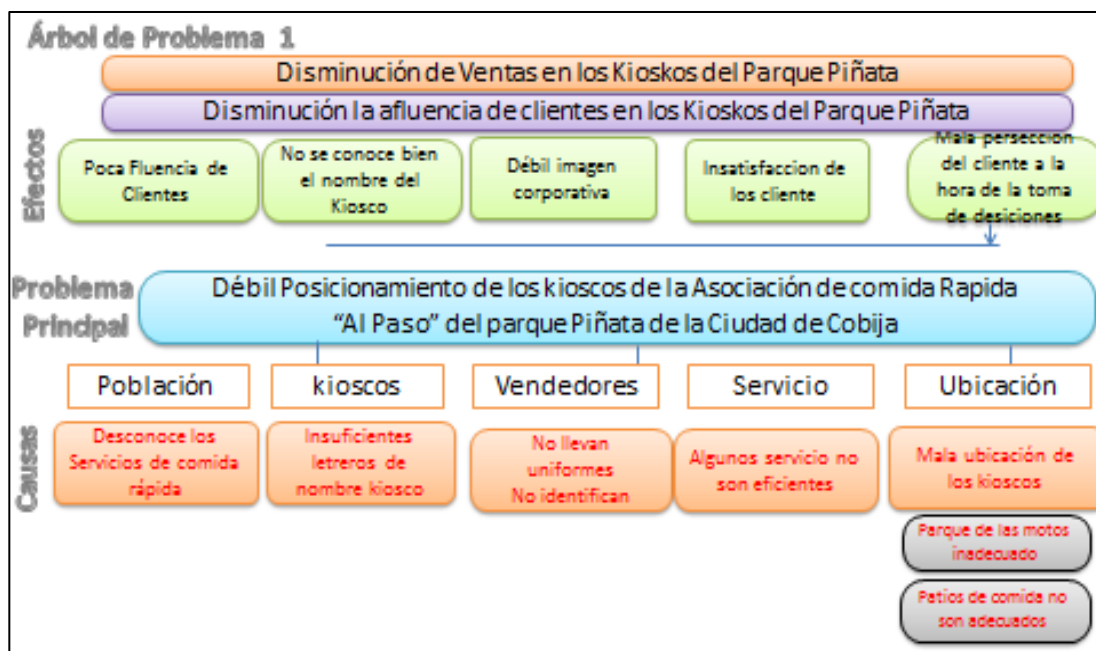 Árbol de Problema 1
Disminución de Ventas en los Kioskos del Parque Piñata
Disminución la afluencia de clientes en los Kioskos del Parque Piñata
Efectos
Poca Fluencia de
Clientes
No se conoce bien
el nombre del
Kiosco
Débil imagen
corporativa
Insatisfaccion de
los cliente
Mala persección
del cliente a la
hora de la toma
de desiciones
Problema
Principal
Débil Posicionamiento de los kioscos de la Asociación de comida Rapida
“Al Paso” del parque Piñata de la Ciudad de Cobija
Población
kioscos
Vendedores
Servicio
Ubicación
Causas
Desconoce los
Servicios de comida
rápida
Insuficientes
letreros de
nombre kiosco
No llevan
uniformes
No identifican
Algunos servicio no
son eficientes
Mala ubicación de
los kioscos
Parque de las motos
inadecuado
Patios de comida no
son adecuados